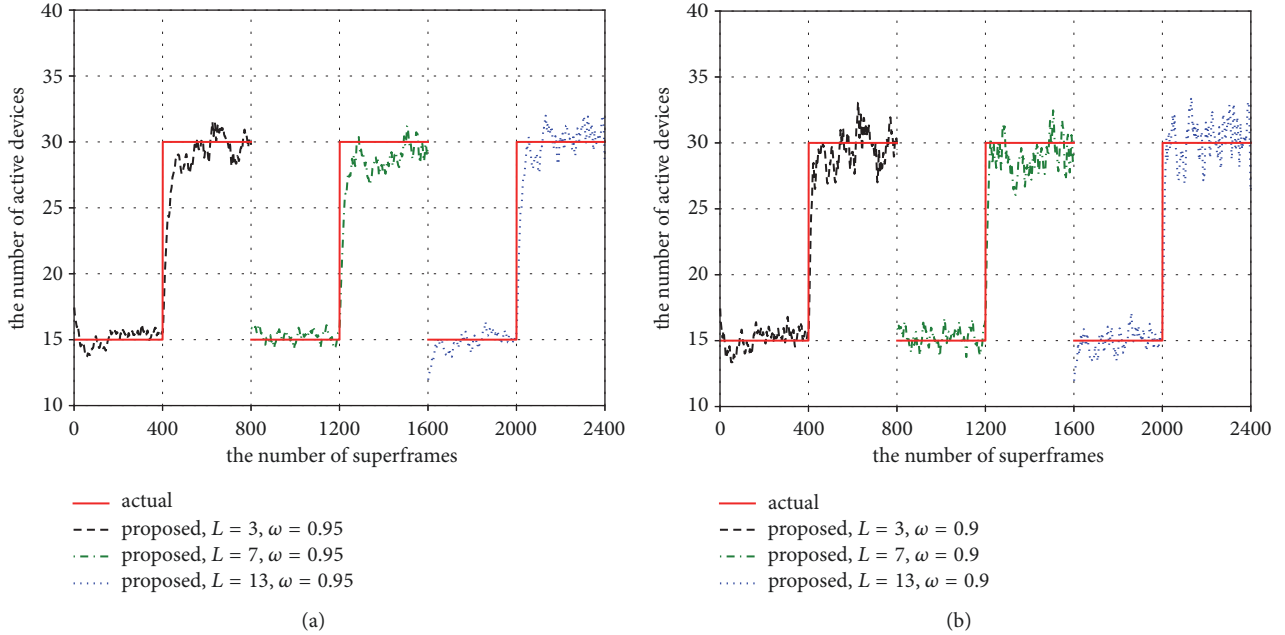 40
35
30
25
20
15
10
the number of active devices
0
400
800
1200
1600
2000
2400
the number of superframes
actual
proposed, L = 3, ω = 0.95
proposed, L = 7, ω = 0.95
proposed, L = 13, ω = 0.95
(a)
40
35
30
25
20
15
10
the number of active devices
0
400
800
1200
1600
2000
2400
the number of superframes
actual
proposed, L = 3, ω = 0.9
proposed, L = 7, ω = 0.9
proposed, L = 13, ω = 0.9
(b)